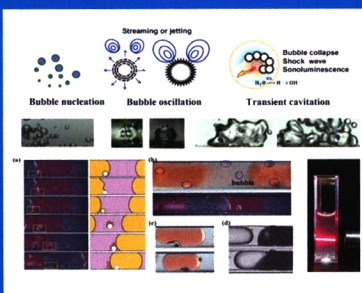 Streaming or jetting
Bubble collapse
Shock wave
Sonoluminescence
H₂O → H· + OH·
Bubble nucleation
Bubble oscillation
Transient cavitation
(a)
(b)
bubble
(c)
(d)